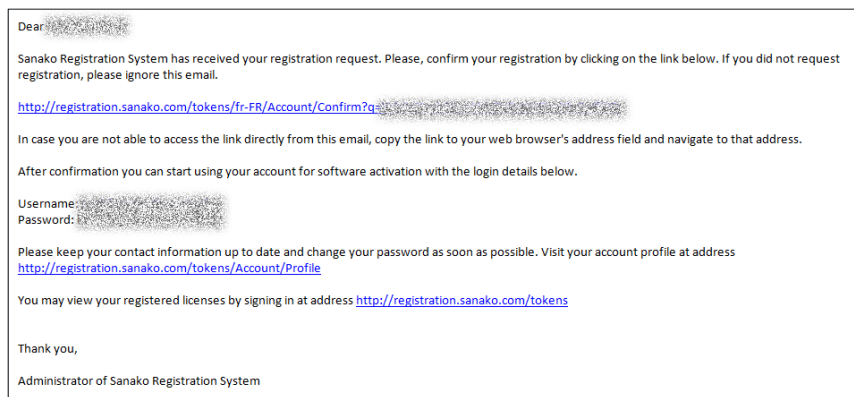 Dear
Sanako Registration System has received your registration request. Please, confirm your registration by clicking on the link below. If you did not request
registration, please ignore this email.
http://registration.sanako.com/tokens/fr-FR/Account/Confirm?q=
In case you are not able to access the link directly from this email, copy the link to your web browser's address field and navigate to that address.
After confirmation you can start using your account for software activation with the login details below.
Username:
Password:
Please keep your contact information up to date and change your password as soon as possible. Visit your account profile at address
http://registration.sanako.com/tokens/Account/Profile
You may view your registered licenses by signing in at address http://registration.sanako.com/tokens
Thank you,
Administrator of Sanako Registration System